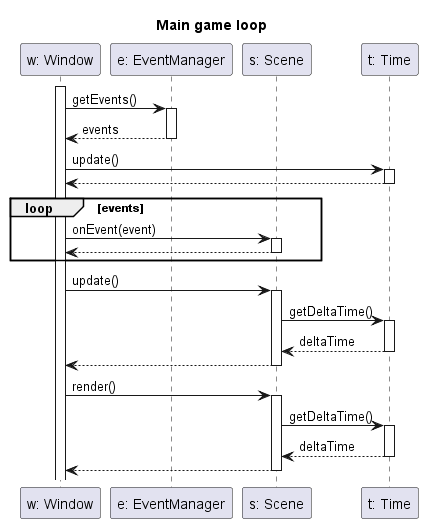 Main game loop
w: Window e: EventManager s: Scene t: Time
getEvents()
events
update()
loop [events]
onEvent(event)
update()
getDeltaTime()
deltaTime
render()
getDeltaTime()
deltaTime
w: Window e: EventManager s: Scene t: Time